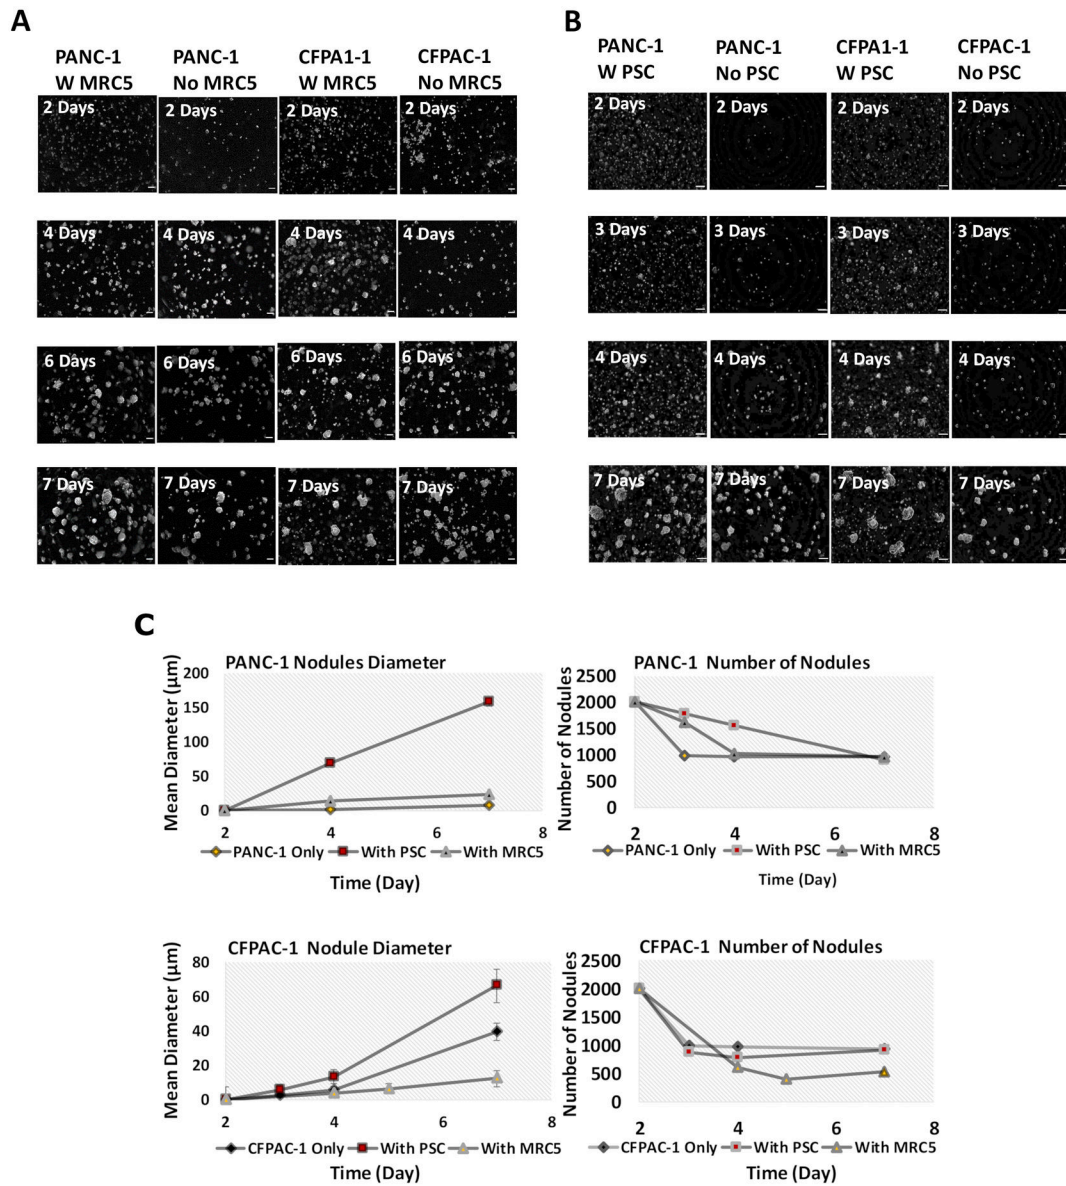 A
PANC-1 PANC-1 CFPA1-1 CFPAC-1
W MRC5 No MRC5 W MRC5 No MRC5
2 Days 2 Days 2 Days 2 Days
4 Days 4 Days 4 Days 4 Days
6 Days 6 Days 6 Days 6 Days
7 Days 7 Days 7 Days 7 Days
B
PANC-1 PANC-1 CFPA1-1 CFPAC-1
W PSC No PSC W PSC No PSC
2 Days 2 Days 2 Days 2 Days
3 Days 3 Days 3 Days 3 Days
4 Days 4 Days 4 Days 4 Days
7 Days 7 Days 7 Days 7 Days
C
PANC-1 Nodules Diameter
Mean Diameter (µm)
200
150
100
50
0
2 4 6 8
PANC-1 Only With PSC With MRC5
Time (Day)
PANC-1 Number of Nodules
Number of Nodules
2500
2000
1500
1000
500
0
2 4 6 8
PANC-1 Only With PSC With MRC5
Time (Day)
CFPAC-1 Nodule Diameter
Mean Diameter (µm)
80
60
40
20
0
2 4 6 8
CFPAC-1 Only With PSC With MRC5
Time (Day)
CFPAC-1 Number of Nodules
Number of Nodules
2500
2000
1500
1000
500
0
2 4 6 8
CFPAC-1 Only With PSC With MRC5
Time (Day)